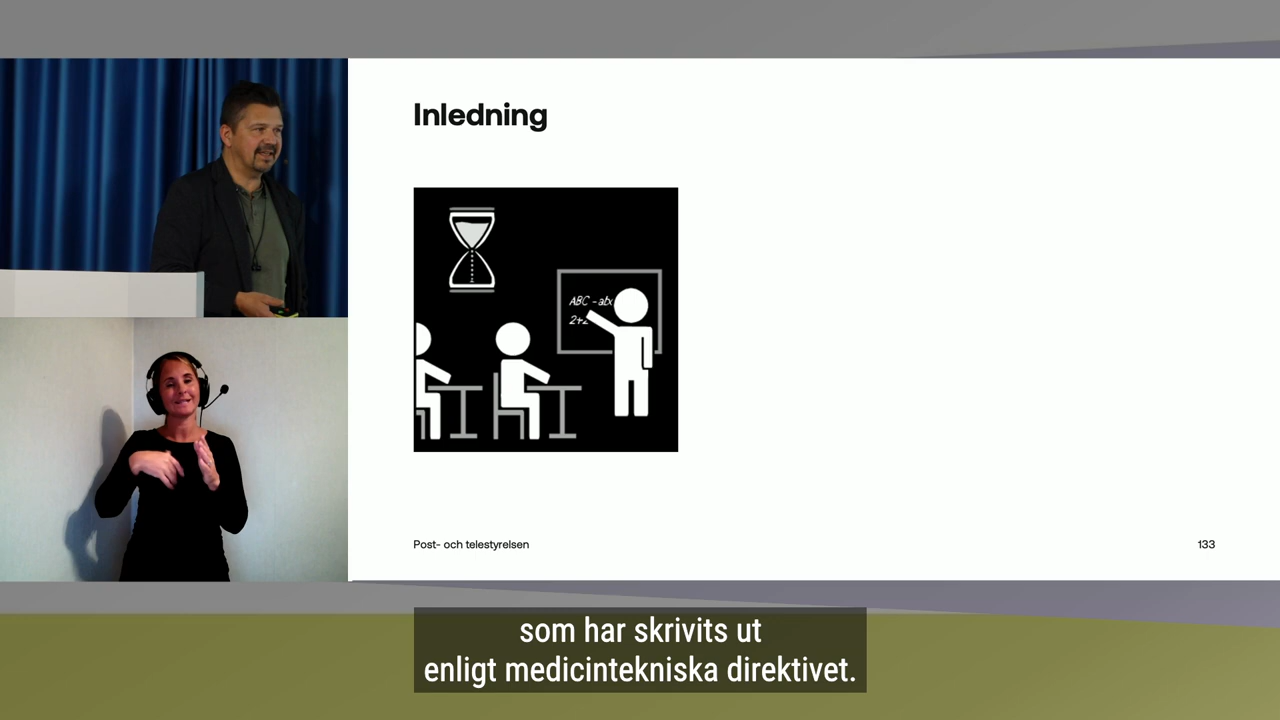 Inledning
ABC - abc
2+2
Post- och telestyrelsen
133
som har skrivits ut
enligt medicintekniska direktivet.